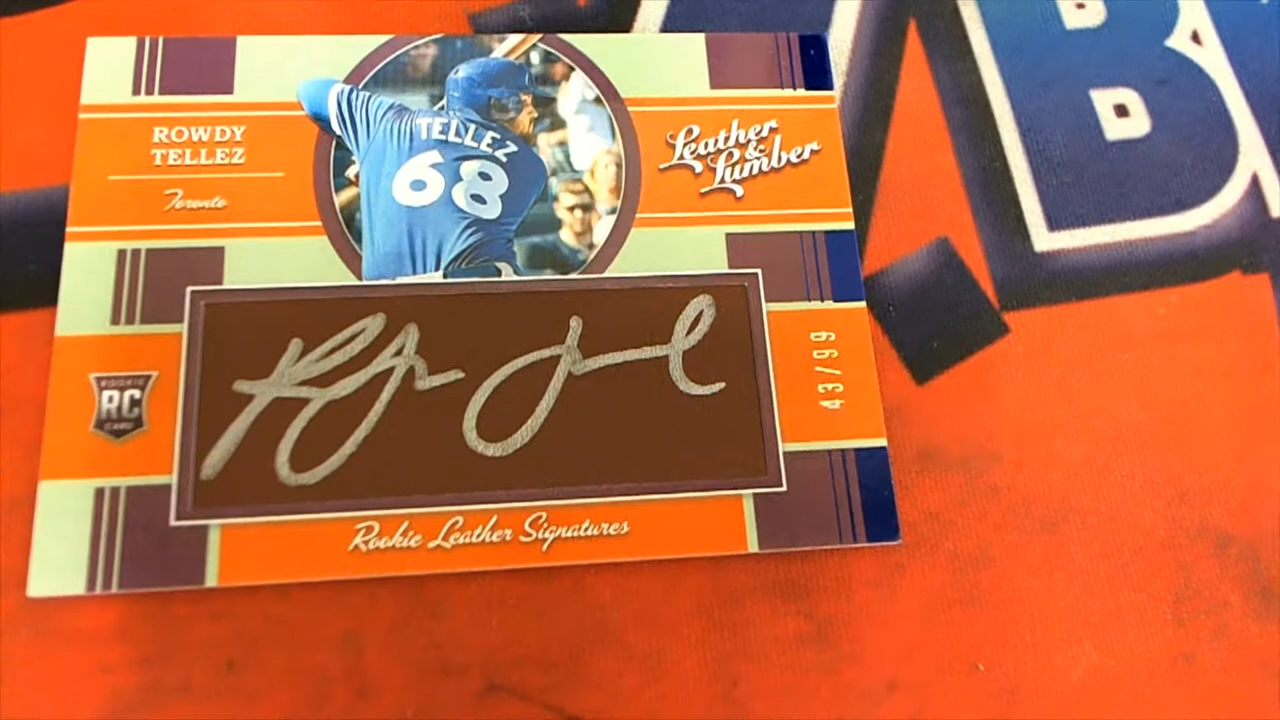 ROWDY
TELLEZ
Toronto
TELLEZ
68
Leather
&
Lumber
ROOKIE
RC
CARD
43/99
Rookie Leather Signatures
B